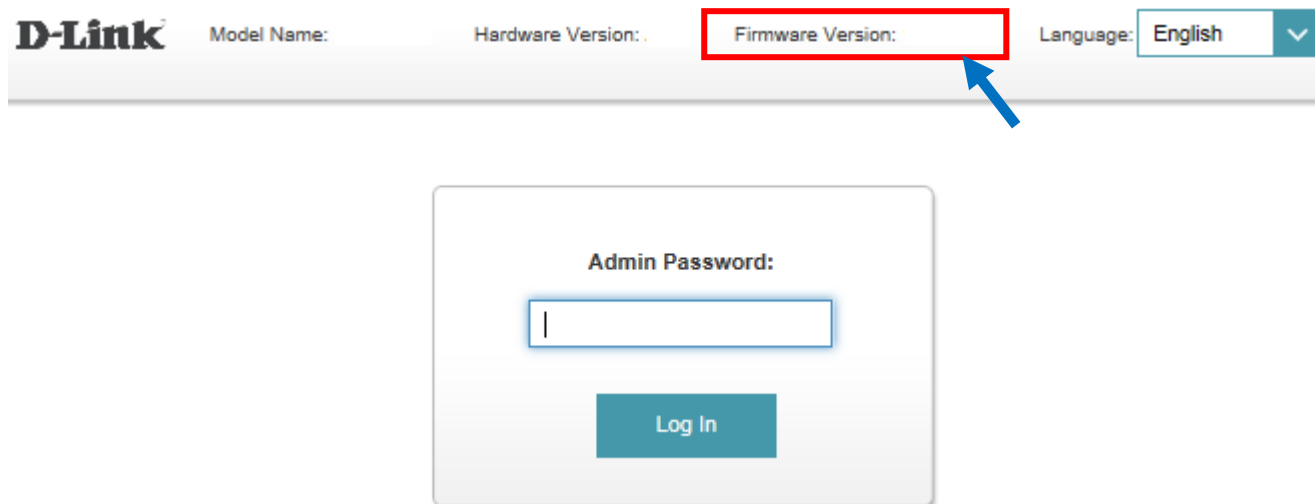 D-Link Model Name: Hardware Version: . Firmware Version: Language: English
Admin Password:
Log In